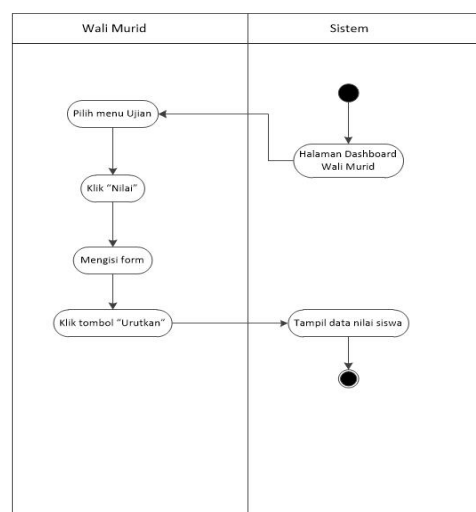 Wali Murid
Sistem
Pilih menu Ujian
Halaman Dashboard
Wali Murid
Klik "Nilai"
Mengisi form
Klik tombol "Urutkan"
Tampil data nilai siswa